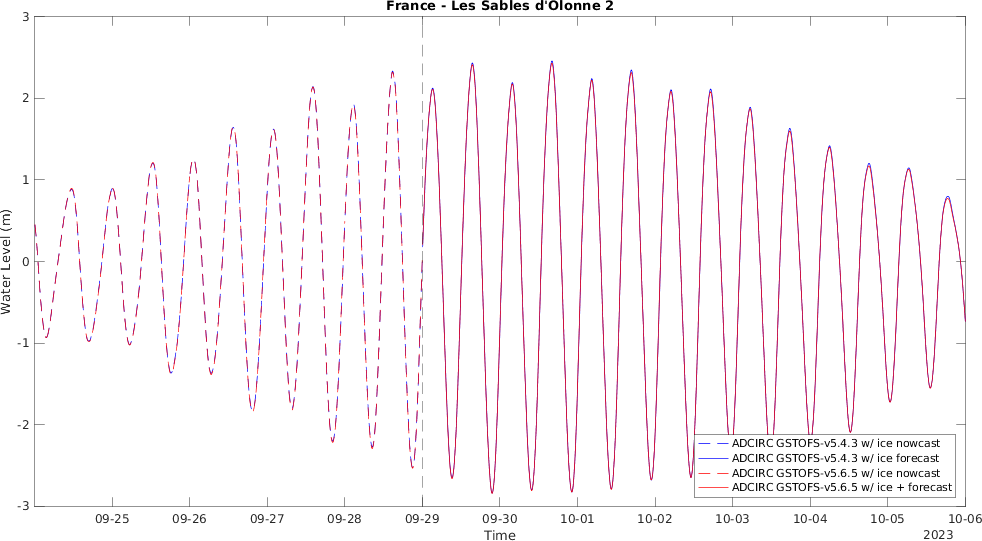 France - Les Sables d'Olonne 2
Water Level (m)
3
2
1
0
-1
-2
-3
ADCIRC GSTOFS-v5.4.3 w/ ice nowcast
ADCIRC GSTOFS-v5.4.3 w/ ice forecast
ADCIRC GSTOFS-v5.6.5 w/ ice nowcast
ADCIRC GSTOFS-v5.6.5 w/ ice + forecast
09-25 09-26 09-27 09-28 09-29 09-30 10-01 10-02 10-03 10-04 10-05 10-06
Time
2023